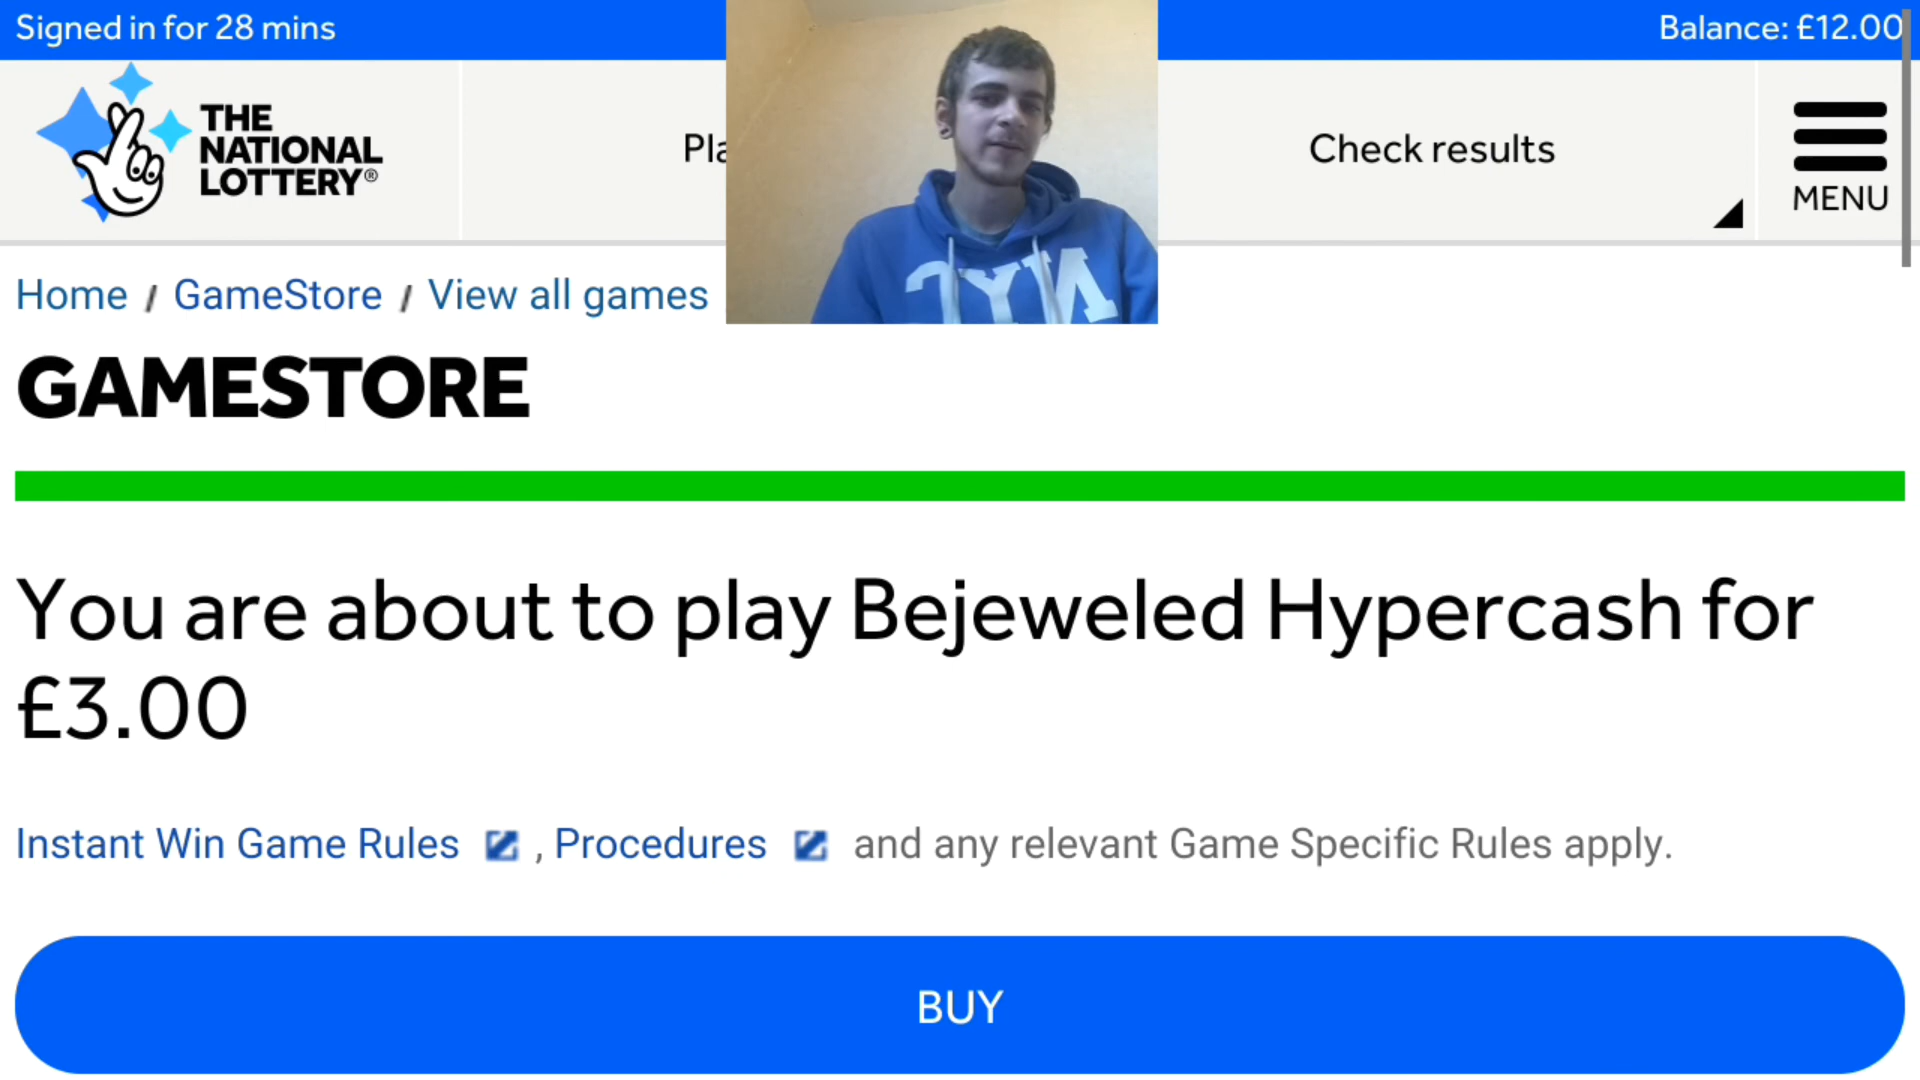 Signed in for 28 mins
Balance: £12.00
THE
NATIONAL
LOTTERY®
Check results
MENU
Home / GameStore / View all games
GAMESTORE
You are about to play Bejeweled Hypercash for
£3.00
Instant Win Game Rules , Procedures and any relevant Game Specific Rules apply.
BUY
NYC